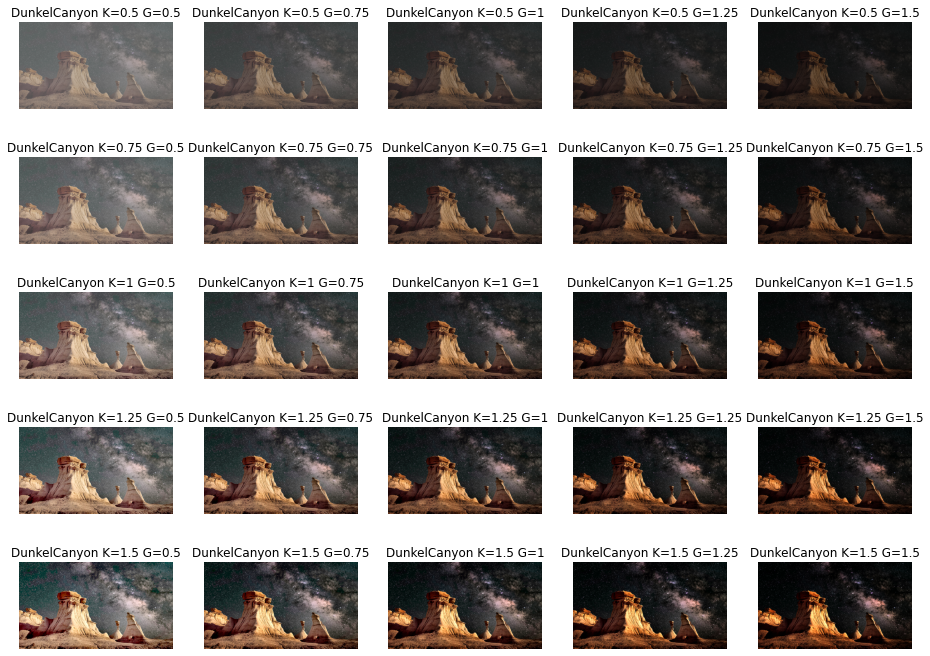 DunkelCanyon K=0.5 G=0.5
DunkelCanyon K=0.5 G=0.75
DunkelCanyon K=0.5 G=1
DunkelCanyon K=0.5 G=1.25
DunkelCanyon K=0.5 G=1.5
DunkelCanyon K=0.75 G=0.5
DunkelCanyon K=0.75 G=0.75
DunkelCanyon K=0.75 G=1
DunkelCanyon K=0.75 G=1.25
DunkelCanyon K=0.75 G=1.5
DunkelCanyon K=1 G=0.5
DunkelCanyon K=1 G=0.75
DunkelCanyon K=1 G=1
DunkelCanyon K=1 G=1.25
DunkelCanyon K=1 G=1.5
DunkelCanyon K=1.25 G=0.5
DunkelCanyon K=1.25 G=0.75
DunkelCanyon K=1.25 G=1
DunkelCanyon K=1.25 G=1.25
DunkelCanyon K=1.25 G=1.5
DunkelCanyon K=1.5 G=0.5
DunkelCanyon K=1.5 G=0.75
DunkelCanyon K=1.5 G=1
DunkelCanyon K=1.5 G=1.25
DunkelCanyon K=1.5 G=1.5